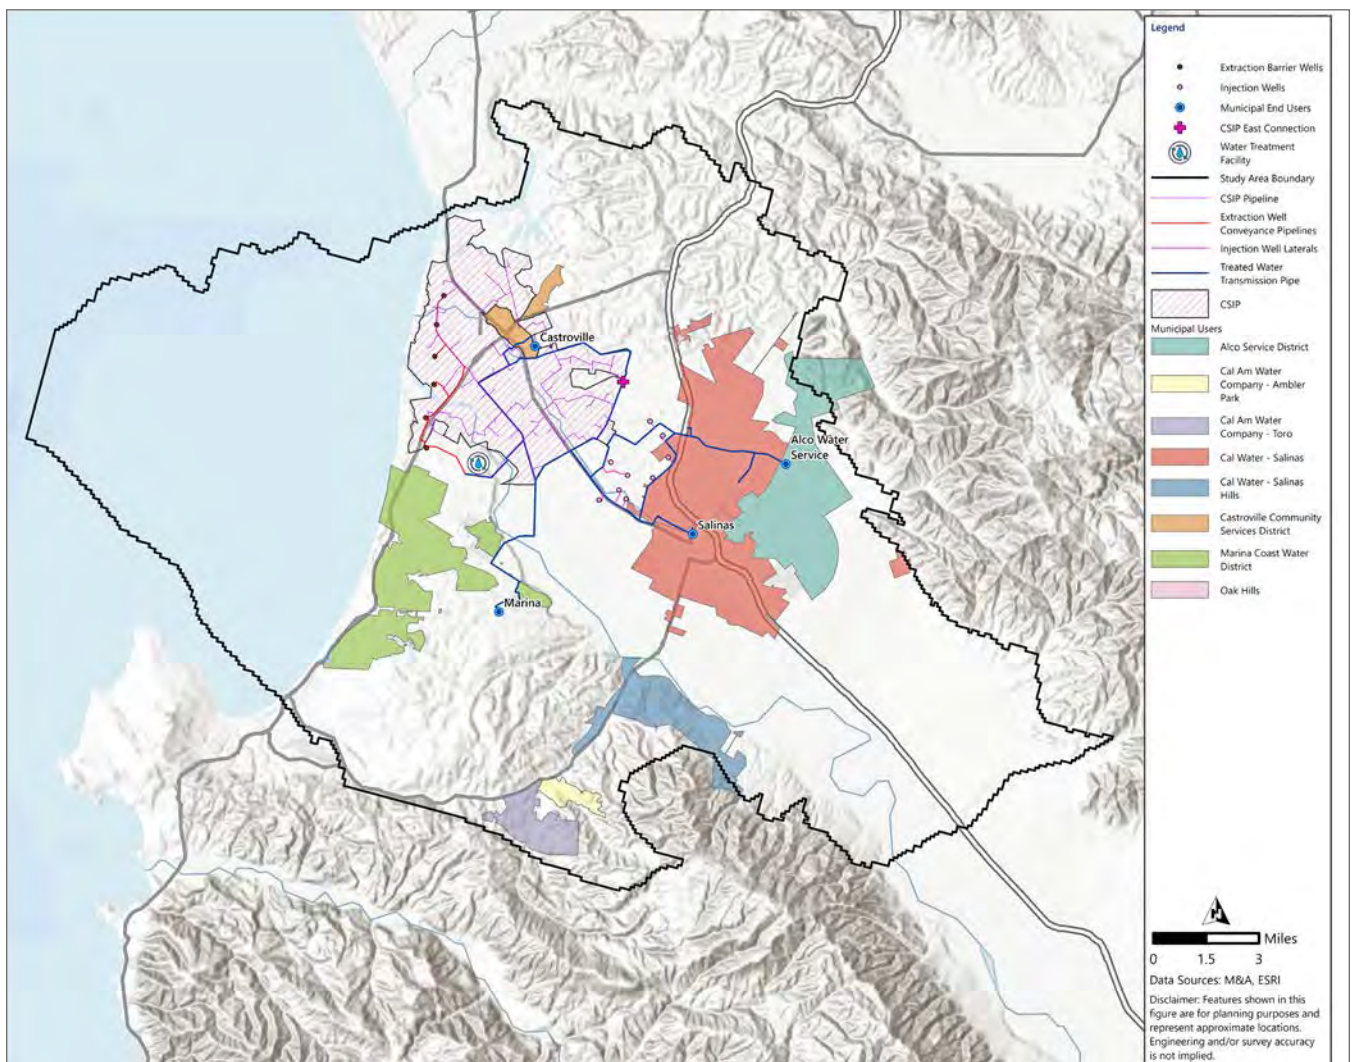 Legend
Extraction Barrier Wells
Injection Wells
Municipal End Users
CSIP East Connection
Water Treatment
Facility
Study Area Boundary
CSIP Pipeline
Extraction Well
Conveyance Pipelines
Injection Well Laterals
Treated Water
Transmission Pipe
CSIP
Municipal Users
Alco Service District
Cal Am Water
Company - Ambler
Park
Cal Am Water
Company - Toro
Cal Water - Salinas
Cal Water - Salinas
Hills
Castroville Community
Services District
Marina Coast Water
District
Oak Hills
Castroville
Alco Water
Service
Salinas
Marina
N
Miles
0 1.5 3
Data Sources: M&A, ESRI
Disclaimer: Features shown in this
figure are for planning purposes and
represent approximate locations.
Engineering and/or survey accuracy
is not implied.